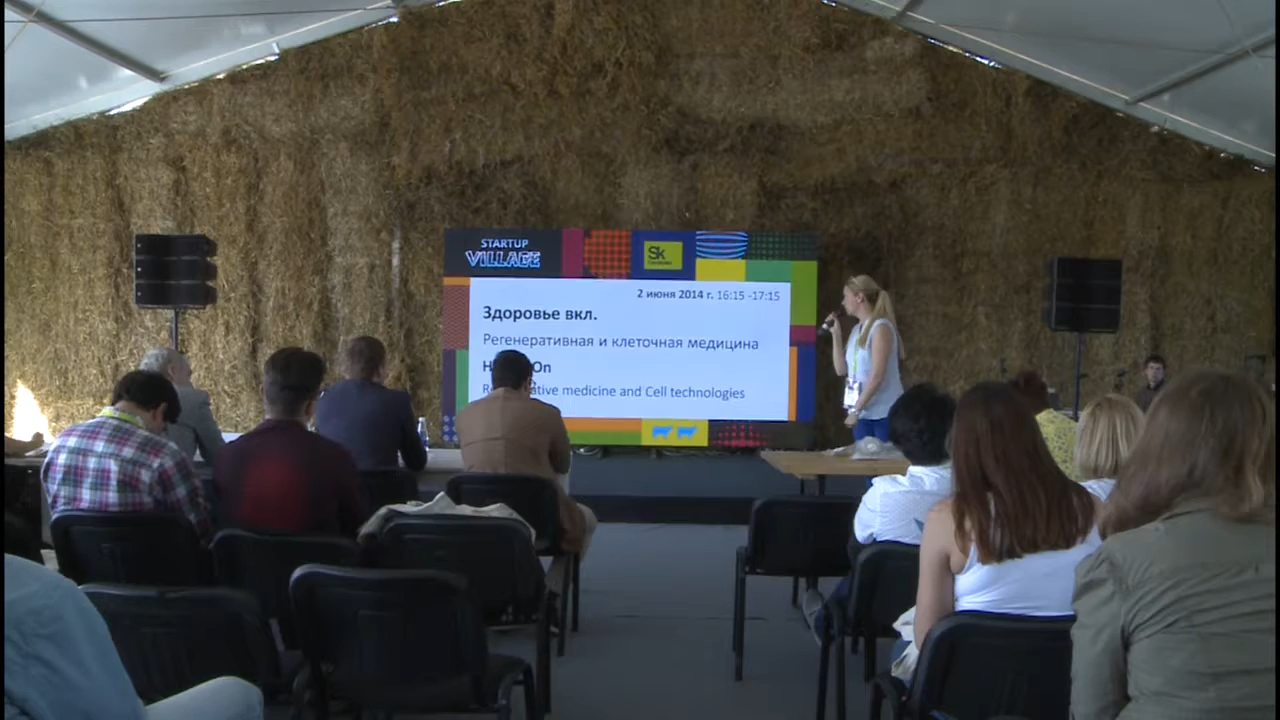 STARTUP
VILLAGE
Sk
2 июня 2014 г. 16:15 -17:15
Здоровье вкл.
Регенеративная и клеточная медицина
On
medicine and Cell technologies